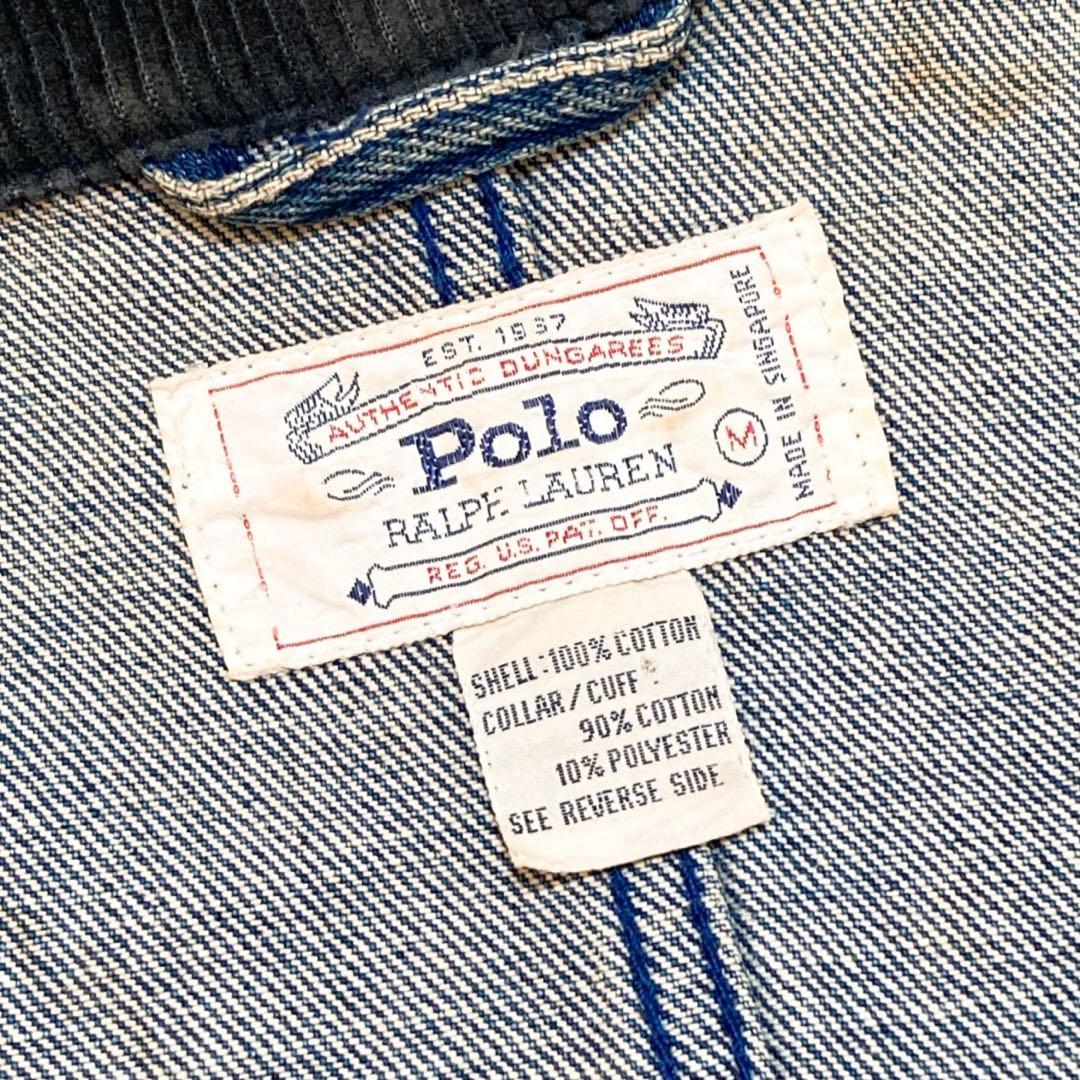 EST. 1967
AUTHENTIC DUNGAREES
Polo
RALPH LAUREN
REG. U.S. PAT. OFF.
M
MADE IN SINGAPORE
SHELL:100% COTTON
COLLAR/CUFF
90% COTTON
10% POLYESTER
SEE REVERSE SIDE